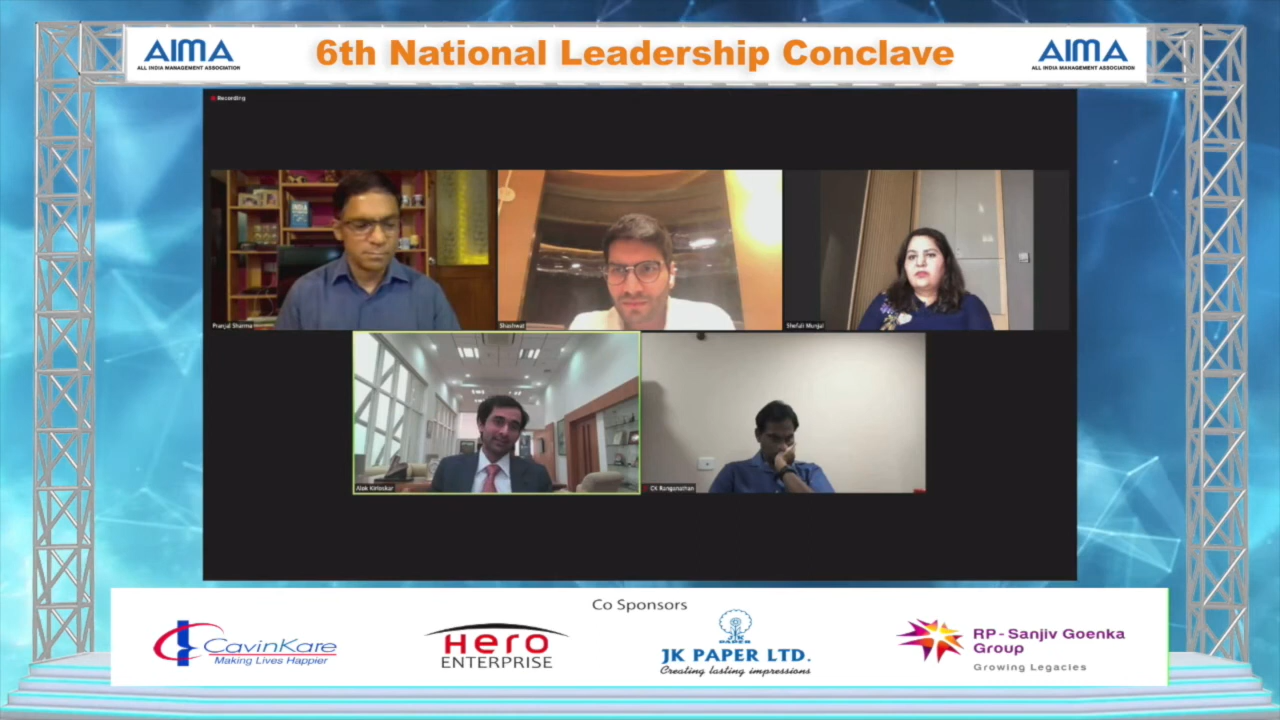 AIMA
ALL INDIA MANAGEMENT ASSOCIATION
6th National Leadership Conclave
AIMA
ALL INDIA MANAGEMENT ASSOCIATION
Recording
Pranjal Sharma
Shashwat
Shefali Munjal
Alok Kirloskar
CK Ranganathan
Co Sponsors
CavinKare
Making Lives Happier
Hero
ENTERPRISE
PAPER
JK PAPER LTD.
Creating lasting impressions
RP-Sanjiv Goenka
Group
Growing Legacies